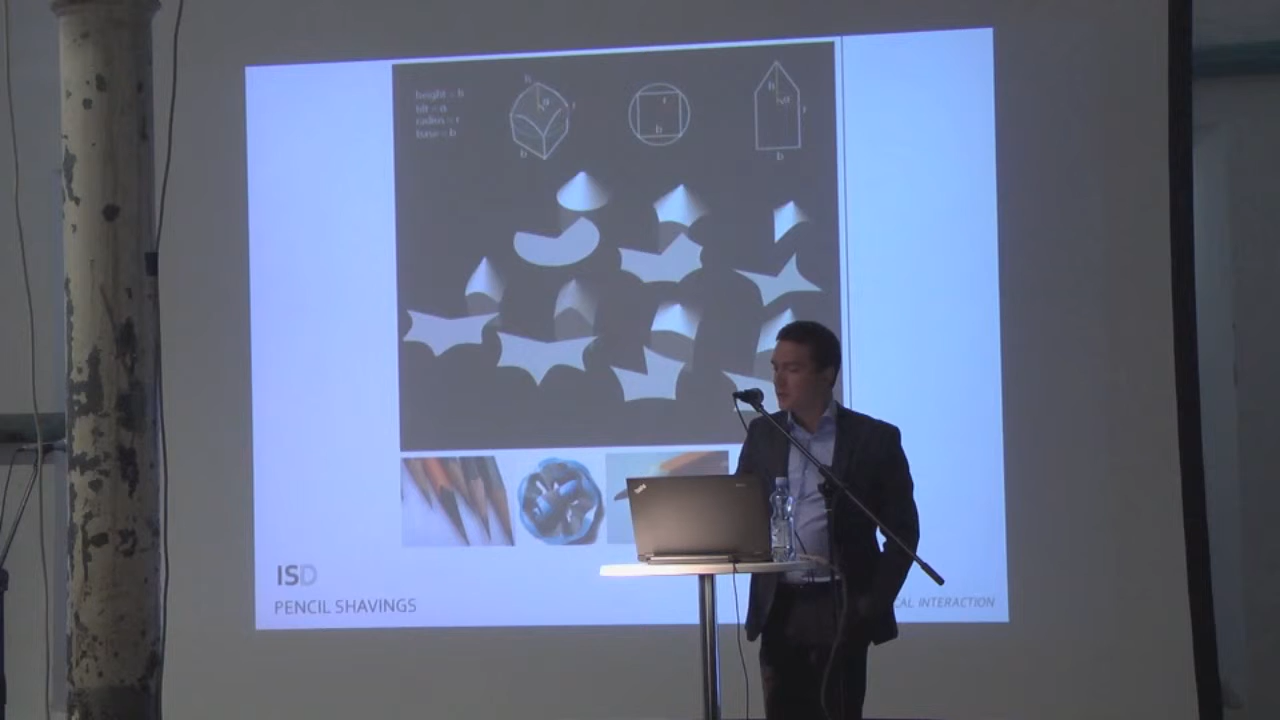 height = b
tilt = a
radius = r
base = b
h
a
r
b
r
b
h
a
r
b
ISD
PENCIL SHAVINGS
CAL INTERACTION